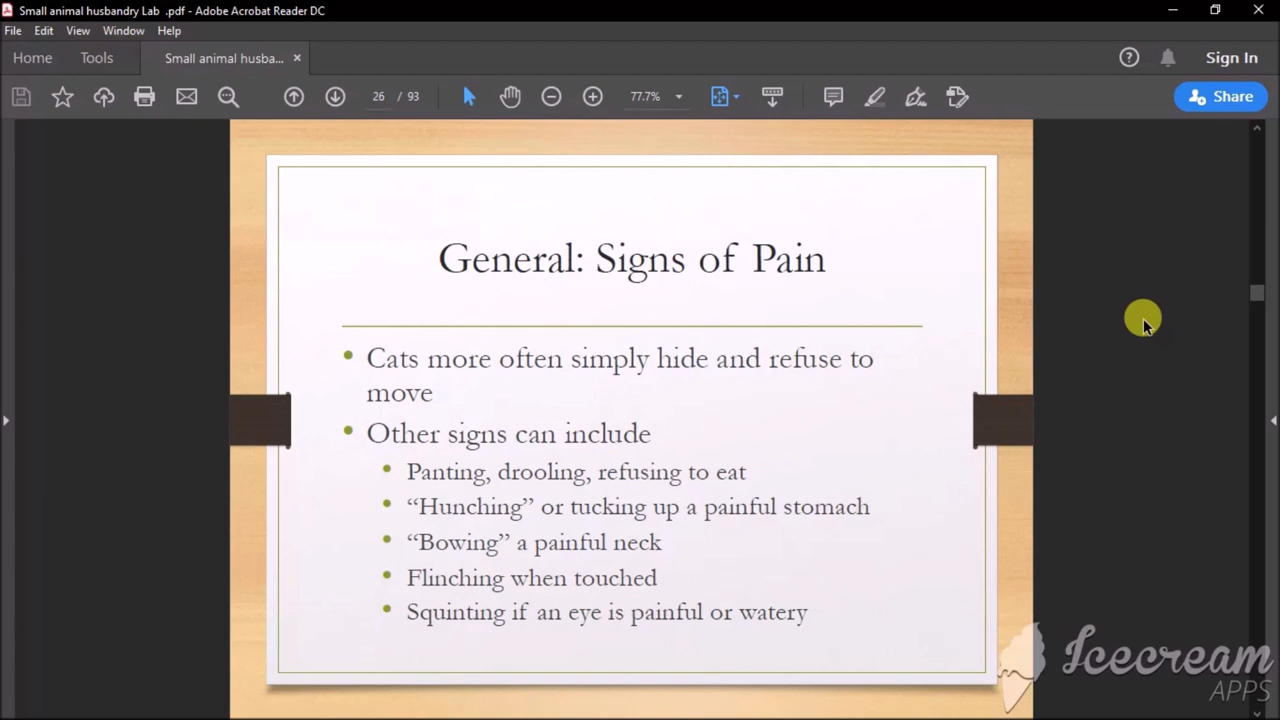 Small animal husbandry Lab .pdf - Adobe Acrobat Reader DC
File Edit View Window Help
Home Tools Small animal husba... × Sign In
26 / 93 77.7% Share
General: Signs of Pain
• Cats more often simply hide and refuse to
move
• Other signs can include
• Panting, drooling, refusing to eat
• “Hunching” or tucking up a painful stomach
• “Bowing” a painful neck
• Flinching when touched
• Squinting if an eye is painful or watery
Icecream
APPS